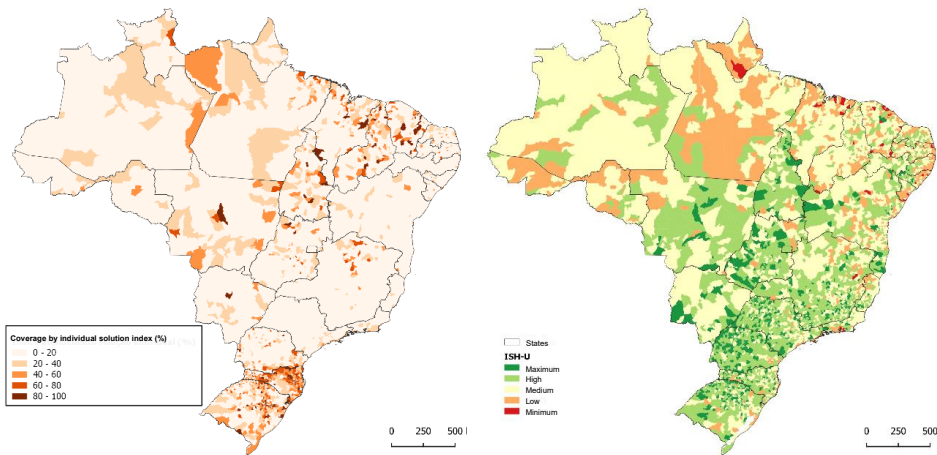 Coverage by individual solution index (%)
0 - 20
20 - 40
40 - 60
60 - 80
80 - 100
0 250 500
States
ISH-U
Maximum
High
Medium
Low
Minimum
0 250 500